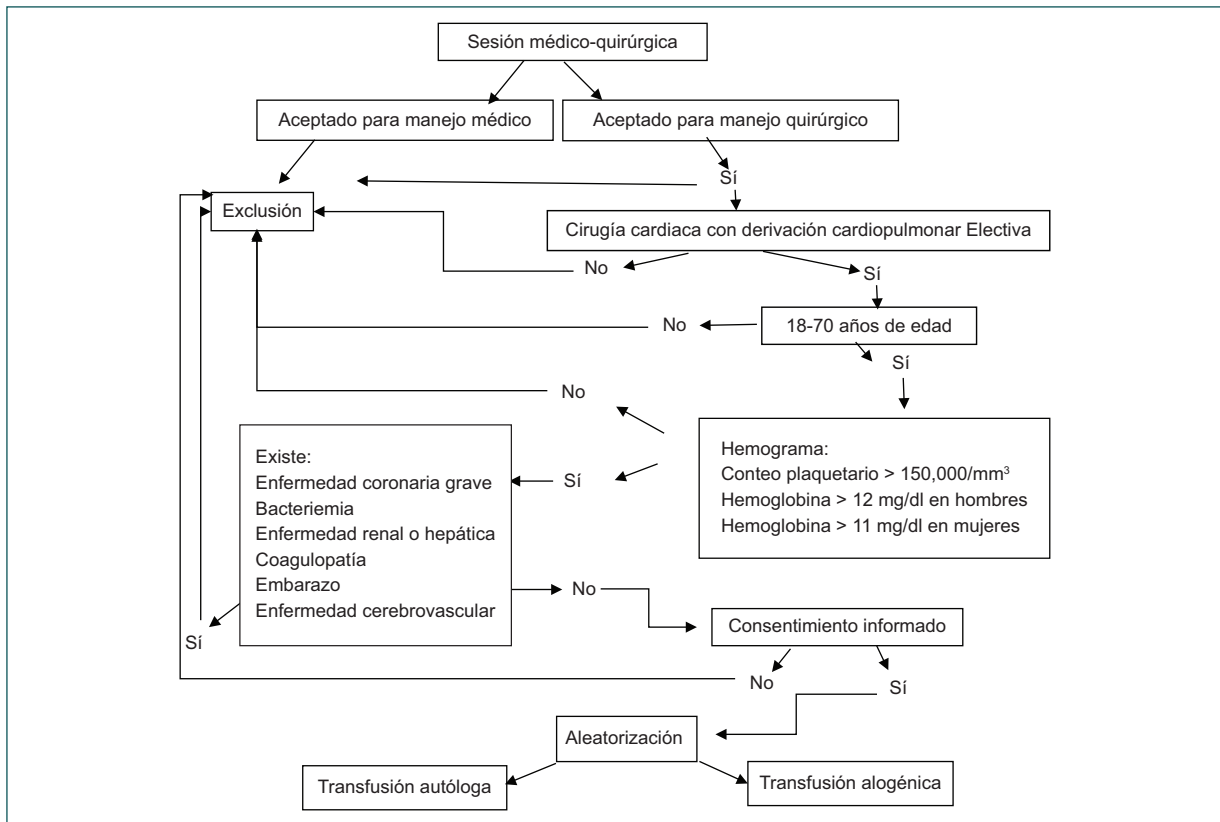 Sesión médico-quirúrgica
Aceptado para manejo médico
Aceptado para manejo quirúrgico
Sí
Exclusión
Cirugía cardiaca con derivación cardiopulmonar Electiva
No
Sí
18-70 años de edad
No
Sí
No
Hemograma:
Conteo plaquetario > 150,000/mm³
Hemoglobina > 12 mg/dl en hombres
Hemoglobina > 11 mg/dl en mujeres
Sí
Existe:
Enfermedad coronaria grave
Bacteriemia
Enfermedad renal o hepática
Coagulopatía
Embarazo
Enfermedad cerebrovascular
Sí
No
Consentimiento informado
No
Sí
Aleatorización
Transfusión autóloga
Transfusión alogénica